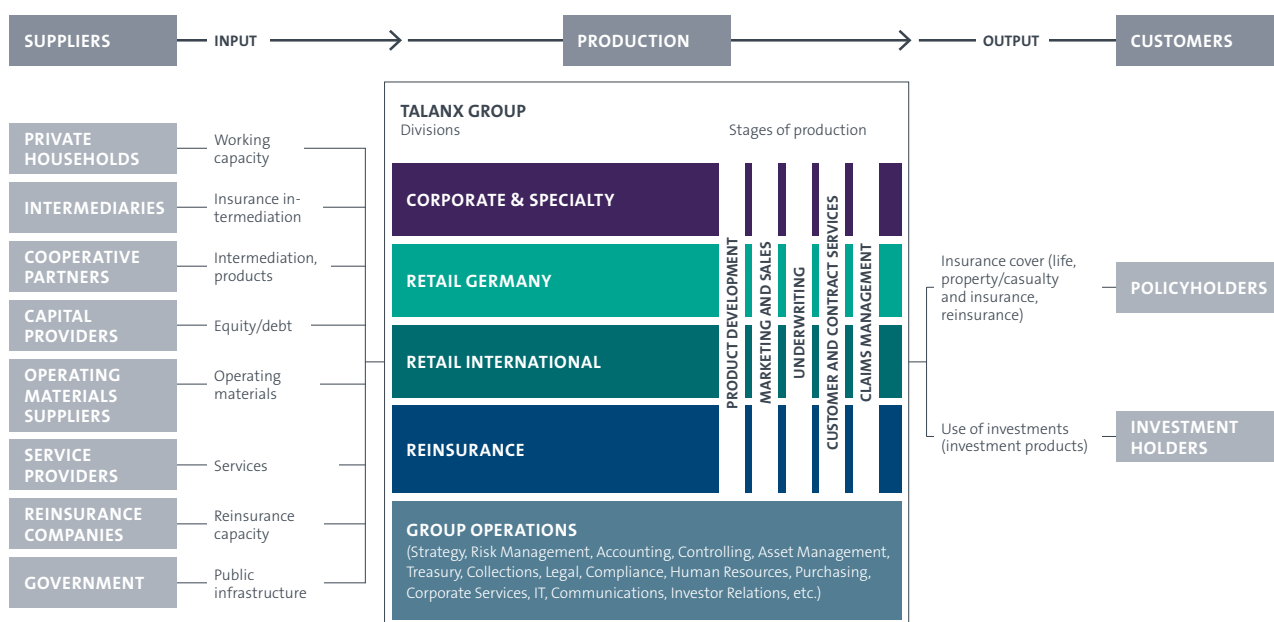 SUPPLIERS
INPUT
PRODUCTION
OUTPUT
CUSTOMERS
PRIVATE
HOUSEHOLDS
Working
capacity
INTERMEDIARIES
Insurance in-
termediation
COOPERATIVE
PARTNERS
Intermediation,
products
CAPITAL
PROVIDERS
Equity/debt
OPERATING
MATERIALS
SUPPLIERS
Operating
materials
SERVICE
PROVIDERS
Services
REINSURANCE
COMPANIES
Reinsurance
capacity
GOVERNMENT
Public
infrastructure
TALANX GROUP
Divisions
Stages of production
CORPORATE & SPECIALTY
RETAIL GERMANY
RETAIL INTERNATIONAL
REINSURANCE
PRODUCT DEVELOPMENT
MARKETING AND SALES
UNDERWRITING
CUSTOMER AND CONTRACT SERVICES
CLAIMS MANAGEMENT
GROUP OPERATIONS
(Strategy, Risk Management, Accounting, Controlling, Asset Management,
Treasury, Collections, Legal, Compliance, Human Resources, Purchasing,
Corporate Services, IT, Communications, Investor Relations, etc.)
Insurance cover (life,
property/casualty
and insurance,
reinsurance)
POLICYHOLDERS
Use of investments
(investment products)
INVESTMENT
HOLDERS